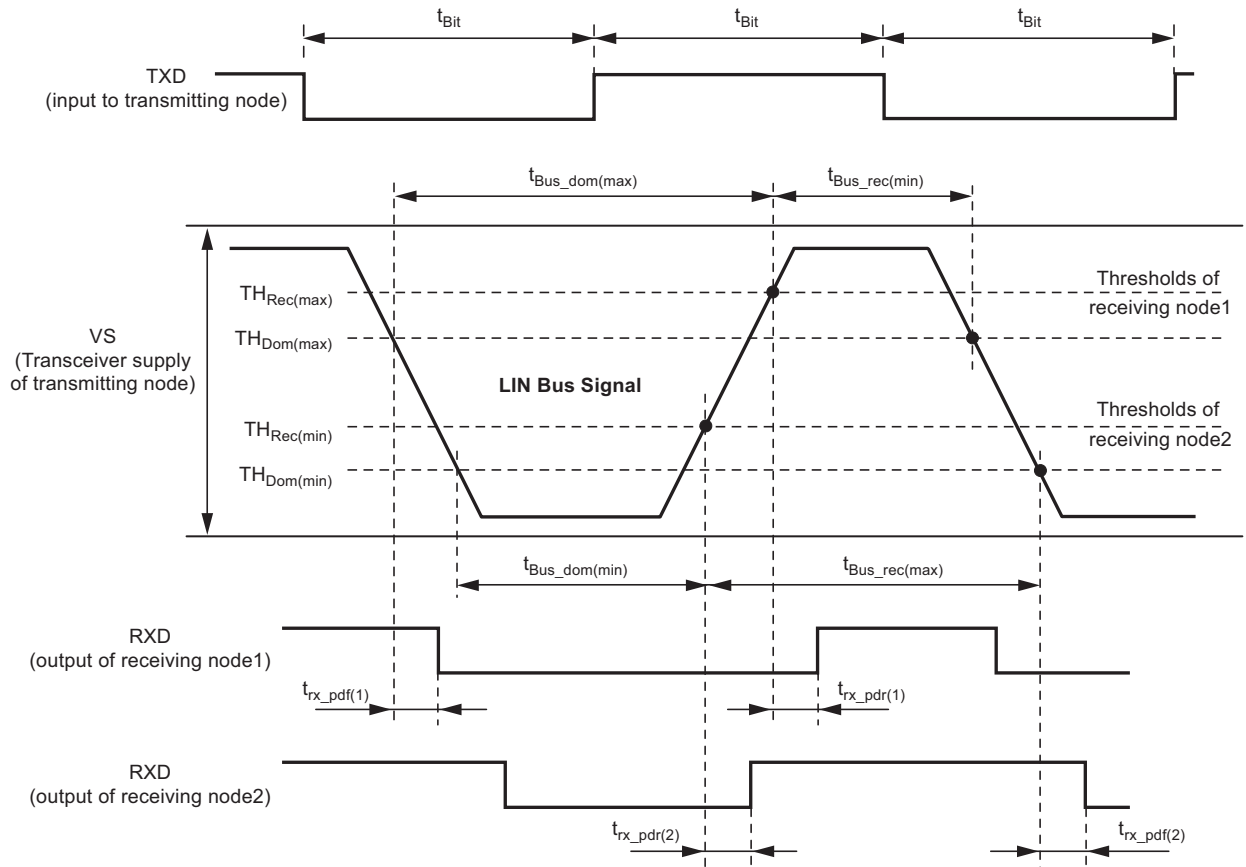 tBit tBit tBit
TXD
(input to transmitting node)
tBus_dom(max) tBus_rec(min)
THRec(max)
Thresholds of
receiving node1
THDom(max)
VS
(Transceiver supply
of transmitting node)
LIN Bus Signal
THRec(min)
Thresholds of
receiving node2
THDom(min)
tBus_dom(min) tBus_rec(max)
RXD
(output of receiving node1)
trx_pdf(1) trx_pdr(1)
RXD
(output of receiving node2)
trx_pdr(2) trx_pdf(2)